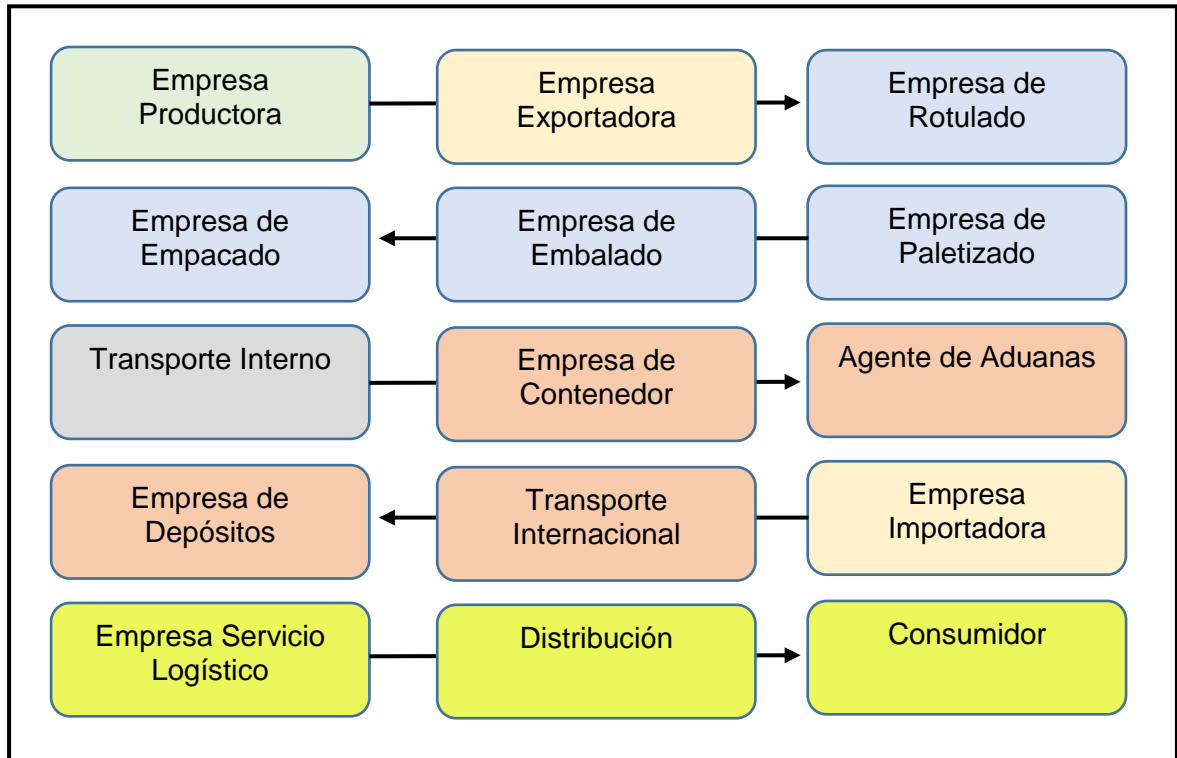 Empresa
Productora
Empresa
Exportadora
Empresa de
Rotulado
Empresa de
Empacado
Empresa de
Embalado
Empresa de
Paletizado
Transporte Interno
Empresa de
Contenedor
Agente de Aduanas
Empresa de
Depósitos
Transporte
Internacional
Empresa
Importadora
Empresa Servicio
Logístico
Distribución
Consumidor